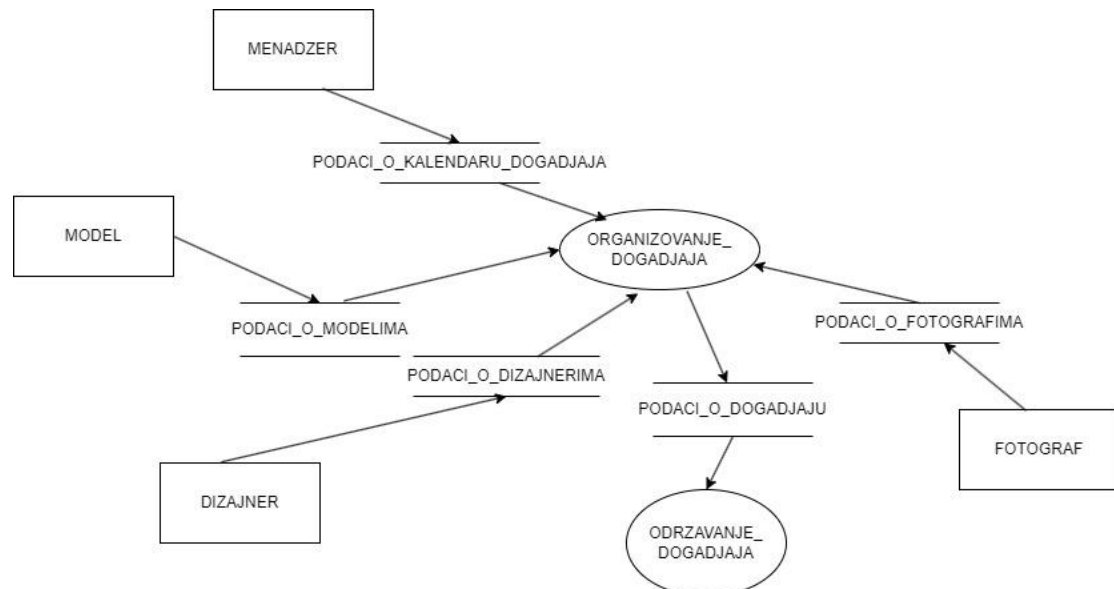 MENADZER
PODACI_O_KALENDARU_DOGADJAJA
MODEL
ORGANIZOVANJE_
DOGADJAJA
PODACI_O_MODELIMA
PODACI_O_FOTOGRAFIMA
PODACI_O_DIZAJNERIMA
PODACI_O_DOGADJAJU
FOTOGRAF
DIZAJNER
ODRZAVANJE_
DOGADJAJA